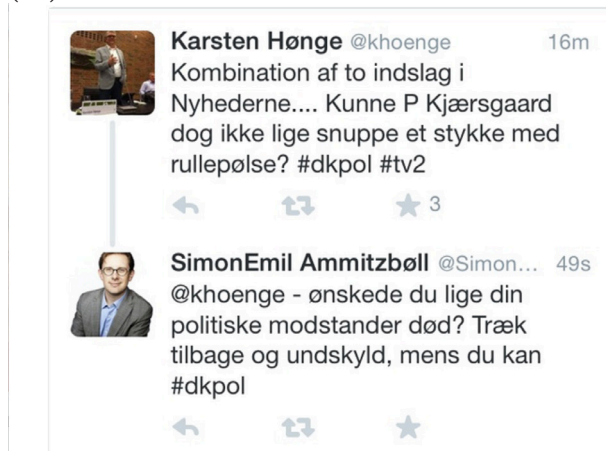 Karsten Hønge @khoenge 16m
Kombination af to indslag i
Nyhederne.... Kunne P Kjærsgaard
dog ikke lige snuppe et stykke med
rullepølse? #dkpol #tv2
3
SimonEmil Ammitzbøll @Simon... 49s
@khoenge - ønskede du lige din
politiske modstander død? Træk
tilbage og undskyld, mens du kan
#dkpol